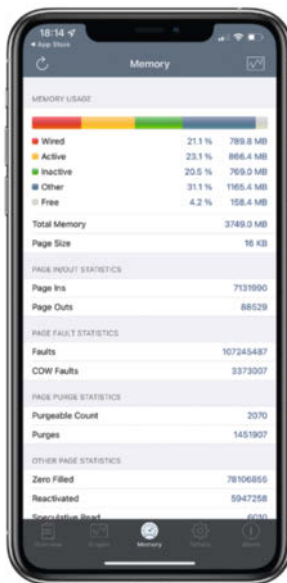 18:14
App Store
Memory
MEMORY USAGE
Wired 21.1 % 789.8 MB
Active 23.1 % 866.4 MB
Inactive 20.5 % 769.0 MB
Other 31.1 % 1165.4 MB
Free 4.2 % 158.4 MB
Total Memory 3749.0 MB
Page Size 16 KB
PAGE IN/OUT STATISTICS
Page Ins 7131990
Page Outs 88529
PAGE FAULT STATISTICS
Faults 107245487
COW Faults 3373007
PAGE PURGE STATISTICS
Purgeable Count 2070
Purges 1451907
OTHER PAGE STATISTICS
Zero Filled 78106855
Reactivated 5947258
Speculative Read 6010
Memory